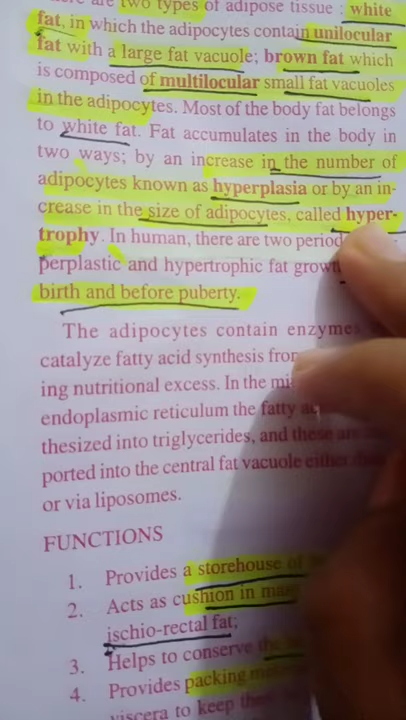 are two types of adipose tissue : white
fat, in which the adipocytes contain unilocular
fat with a large fat vacuole; brown fat which
is composed of multilocular small fat vacuoles
in the adipocytes. Most of the body fat belongs
to white fat. Fat accumulates in the body in
two ways; by an increase in the number of
adipocytes known as hyperplasia or by an in-
crease in the size of adipocytes, called hyper-
trophy. In human, there are two period
perplastic and hypertrophic fat growt
birth and before puberty.
The adipocytes contain enzymes
catalyze fatty acid synthesis from
ing nutritional excess. In the
endoplasmic reticulum the fatty
thesized into triglycerides, and these are
ported into the central fat vacuole either
or via liposomes.
FUNCTIONS
1. Provides a storehouse of
2. Acts as cushion in
ischio-rectal fat;
3. Helps to conserve the
4. Provides packing
viscera to keep